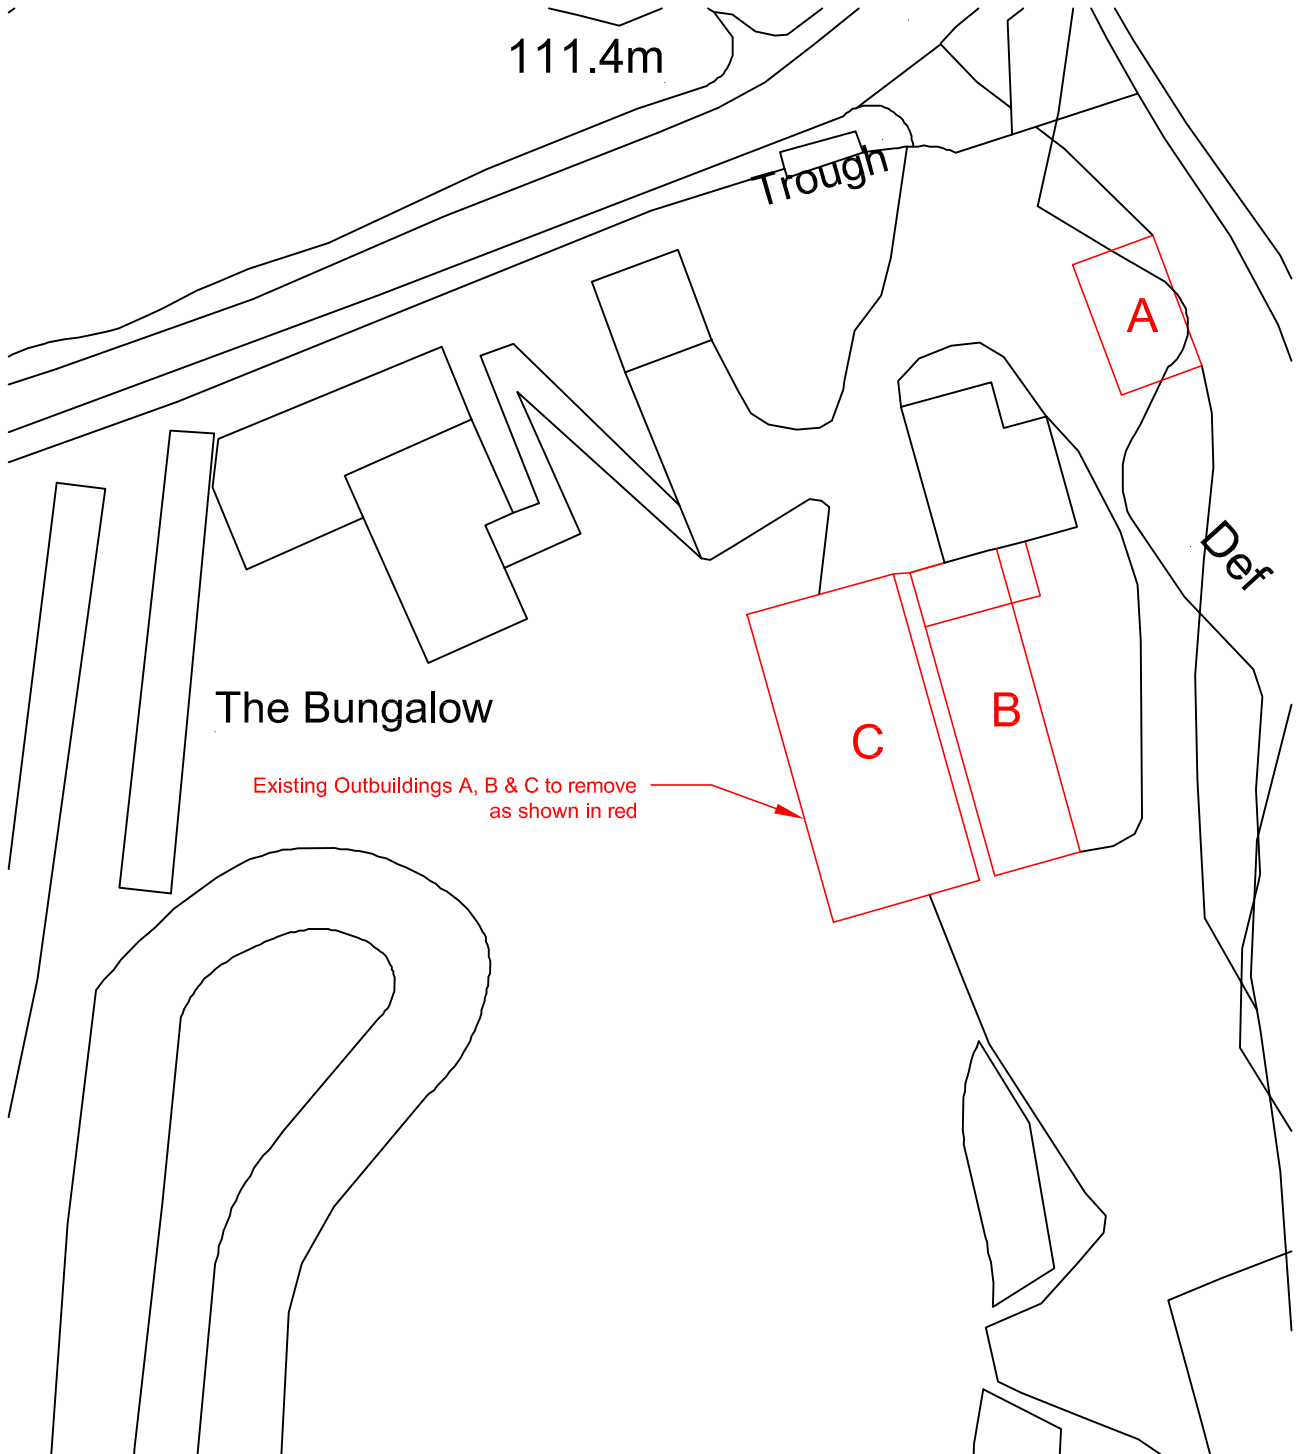 111.4m
Trough
A
Def
The Bungalow
B
C
Existing Outbuildings A, B & C to remove
as shown in red